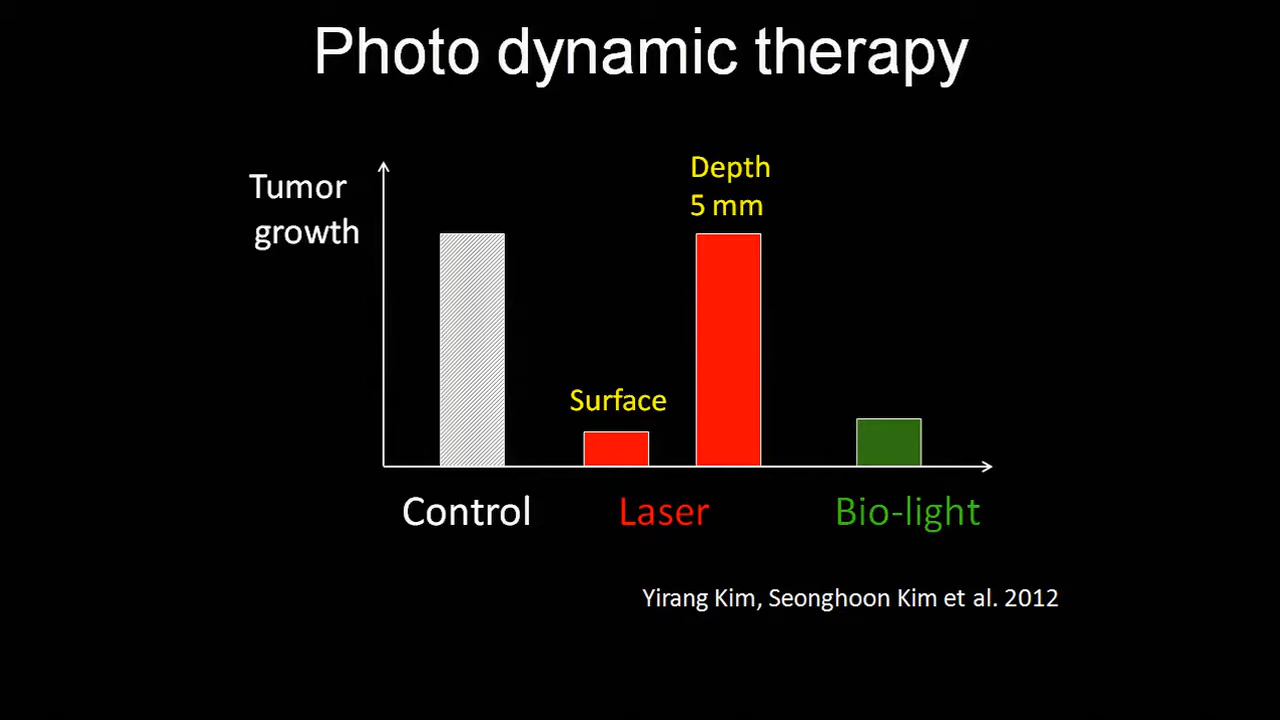 Photo dynamic therapy
Tumor
growth
Depth
5 mm
Surface
Control
Laser
Bio-light
Yirang Kim, Seonghoon Kim et al. 2012